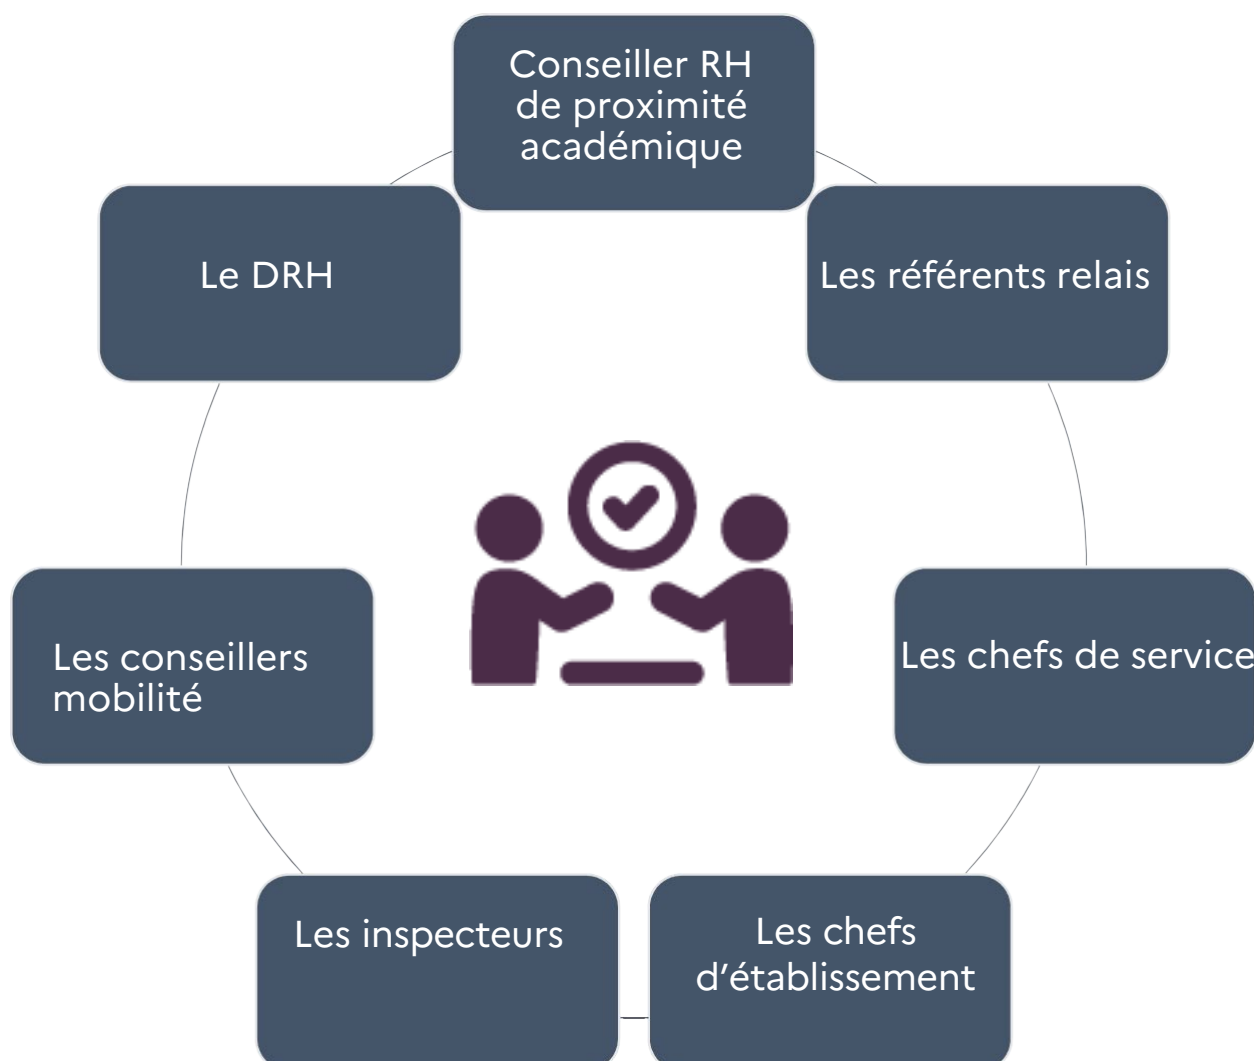 Conseiller RH
de proximité
académique
Le DRH
Les référents relais
Les conseillers
mobilité
Les chefs de service
Les inspecteurs
Les chefs
d’établissement